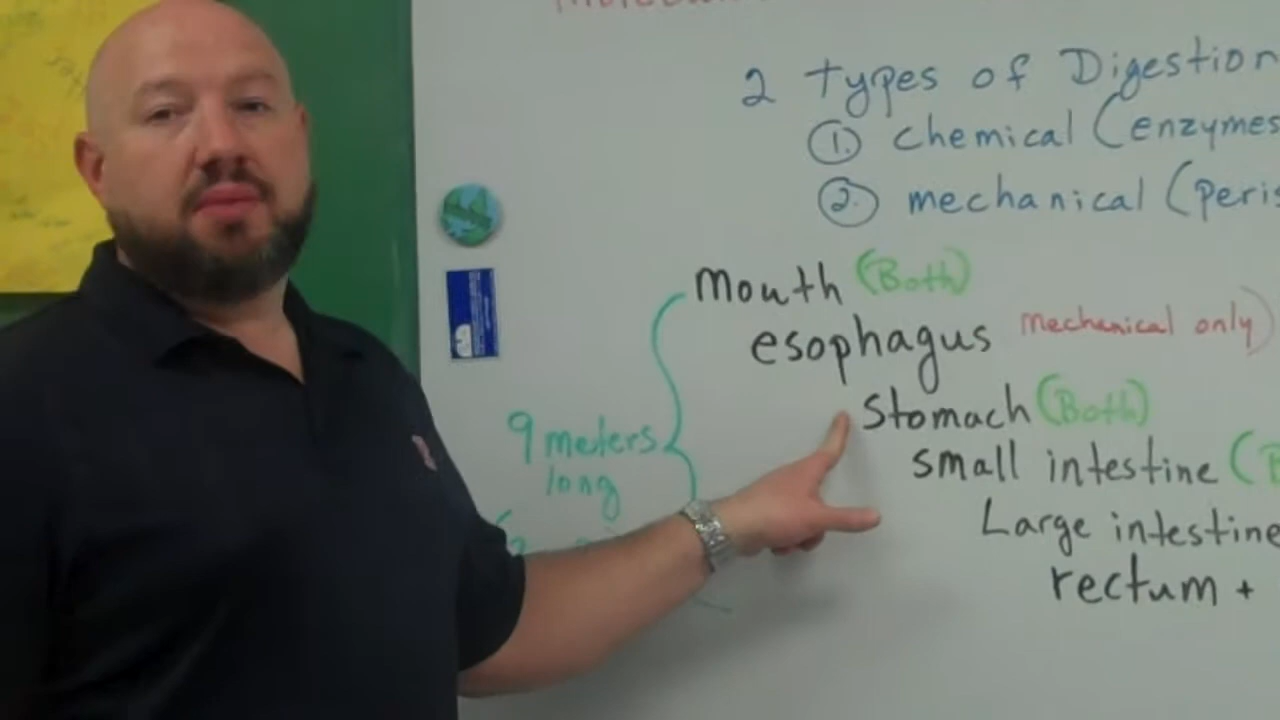 2 Types of Digestion
1. chemical (enzymes
2. mechanical (peris
mouth (Both)
esophagus mechanical only)
9 meters long
Stomach (Both)
small intestine (B
Large intestine
rectum +